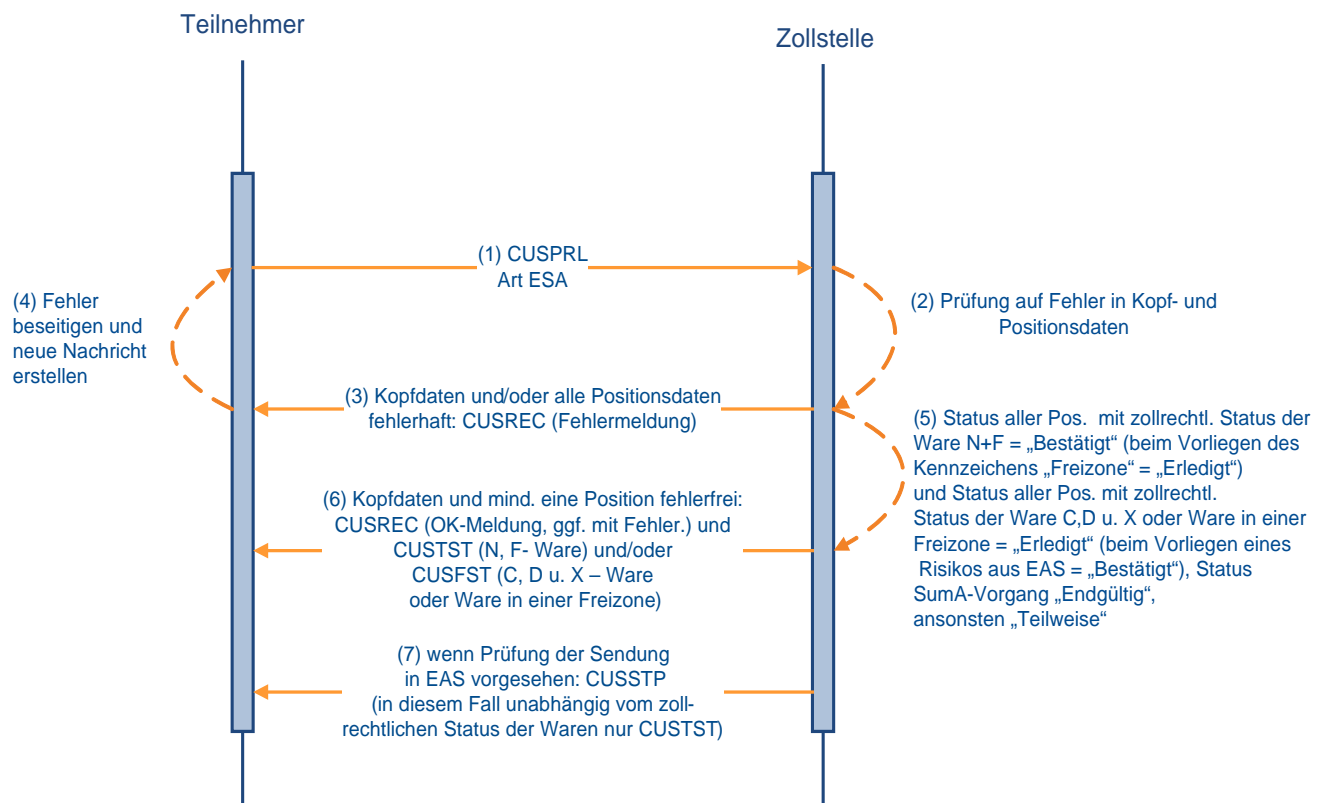 Teilnehmer
Zollstelle
(1) CUSPRL
Art ESA
(2) Prüfung auf Fehler in Kopf- und
Positionsdaten
(4) Fehler
beseitigen und
neue Nachricht
erstellen
(3) Kopfdaten und/oder alle Positionsdaten
fehlerhaft: CUSREC (Fehlermeldung)
(5) Status aller Pos. mit zollrechtl. Status der
Ware N+F = „Bestätigt“ (beim Vorliegen des
Kennzeichens „Freizone“ = „Erledigt“)
und Status aller Pos. mit zollrechtl.
Status der Ware C,D u. X oder Ware in einer
Freizone = „Erledigt“ (beim Vorliegen eines
Risikos aus EAS = „Bestätigt“), Status
SumA-Vorgang „Endgültig“,
ansonsten „Teilweise“
(6) Kopfdaten und mind. eine Position fehlerfrei:
CUSREC (OK-Meldung, ggf. mit Fehler.) und
CUSTST (N, F- Ware) und/oder
CUSFST (C, D u. X – Ware
oder Ware in einer Freizone)
(7) wenn Prüfung der Sendung
in EAS vorgesehen: CUSSTP
(in diesem Fall unabhängig vom zoll-
rechtlichen Status der Waren nur CUSTST)